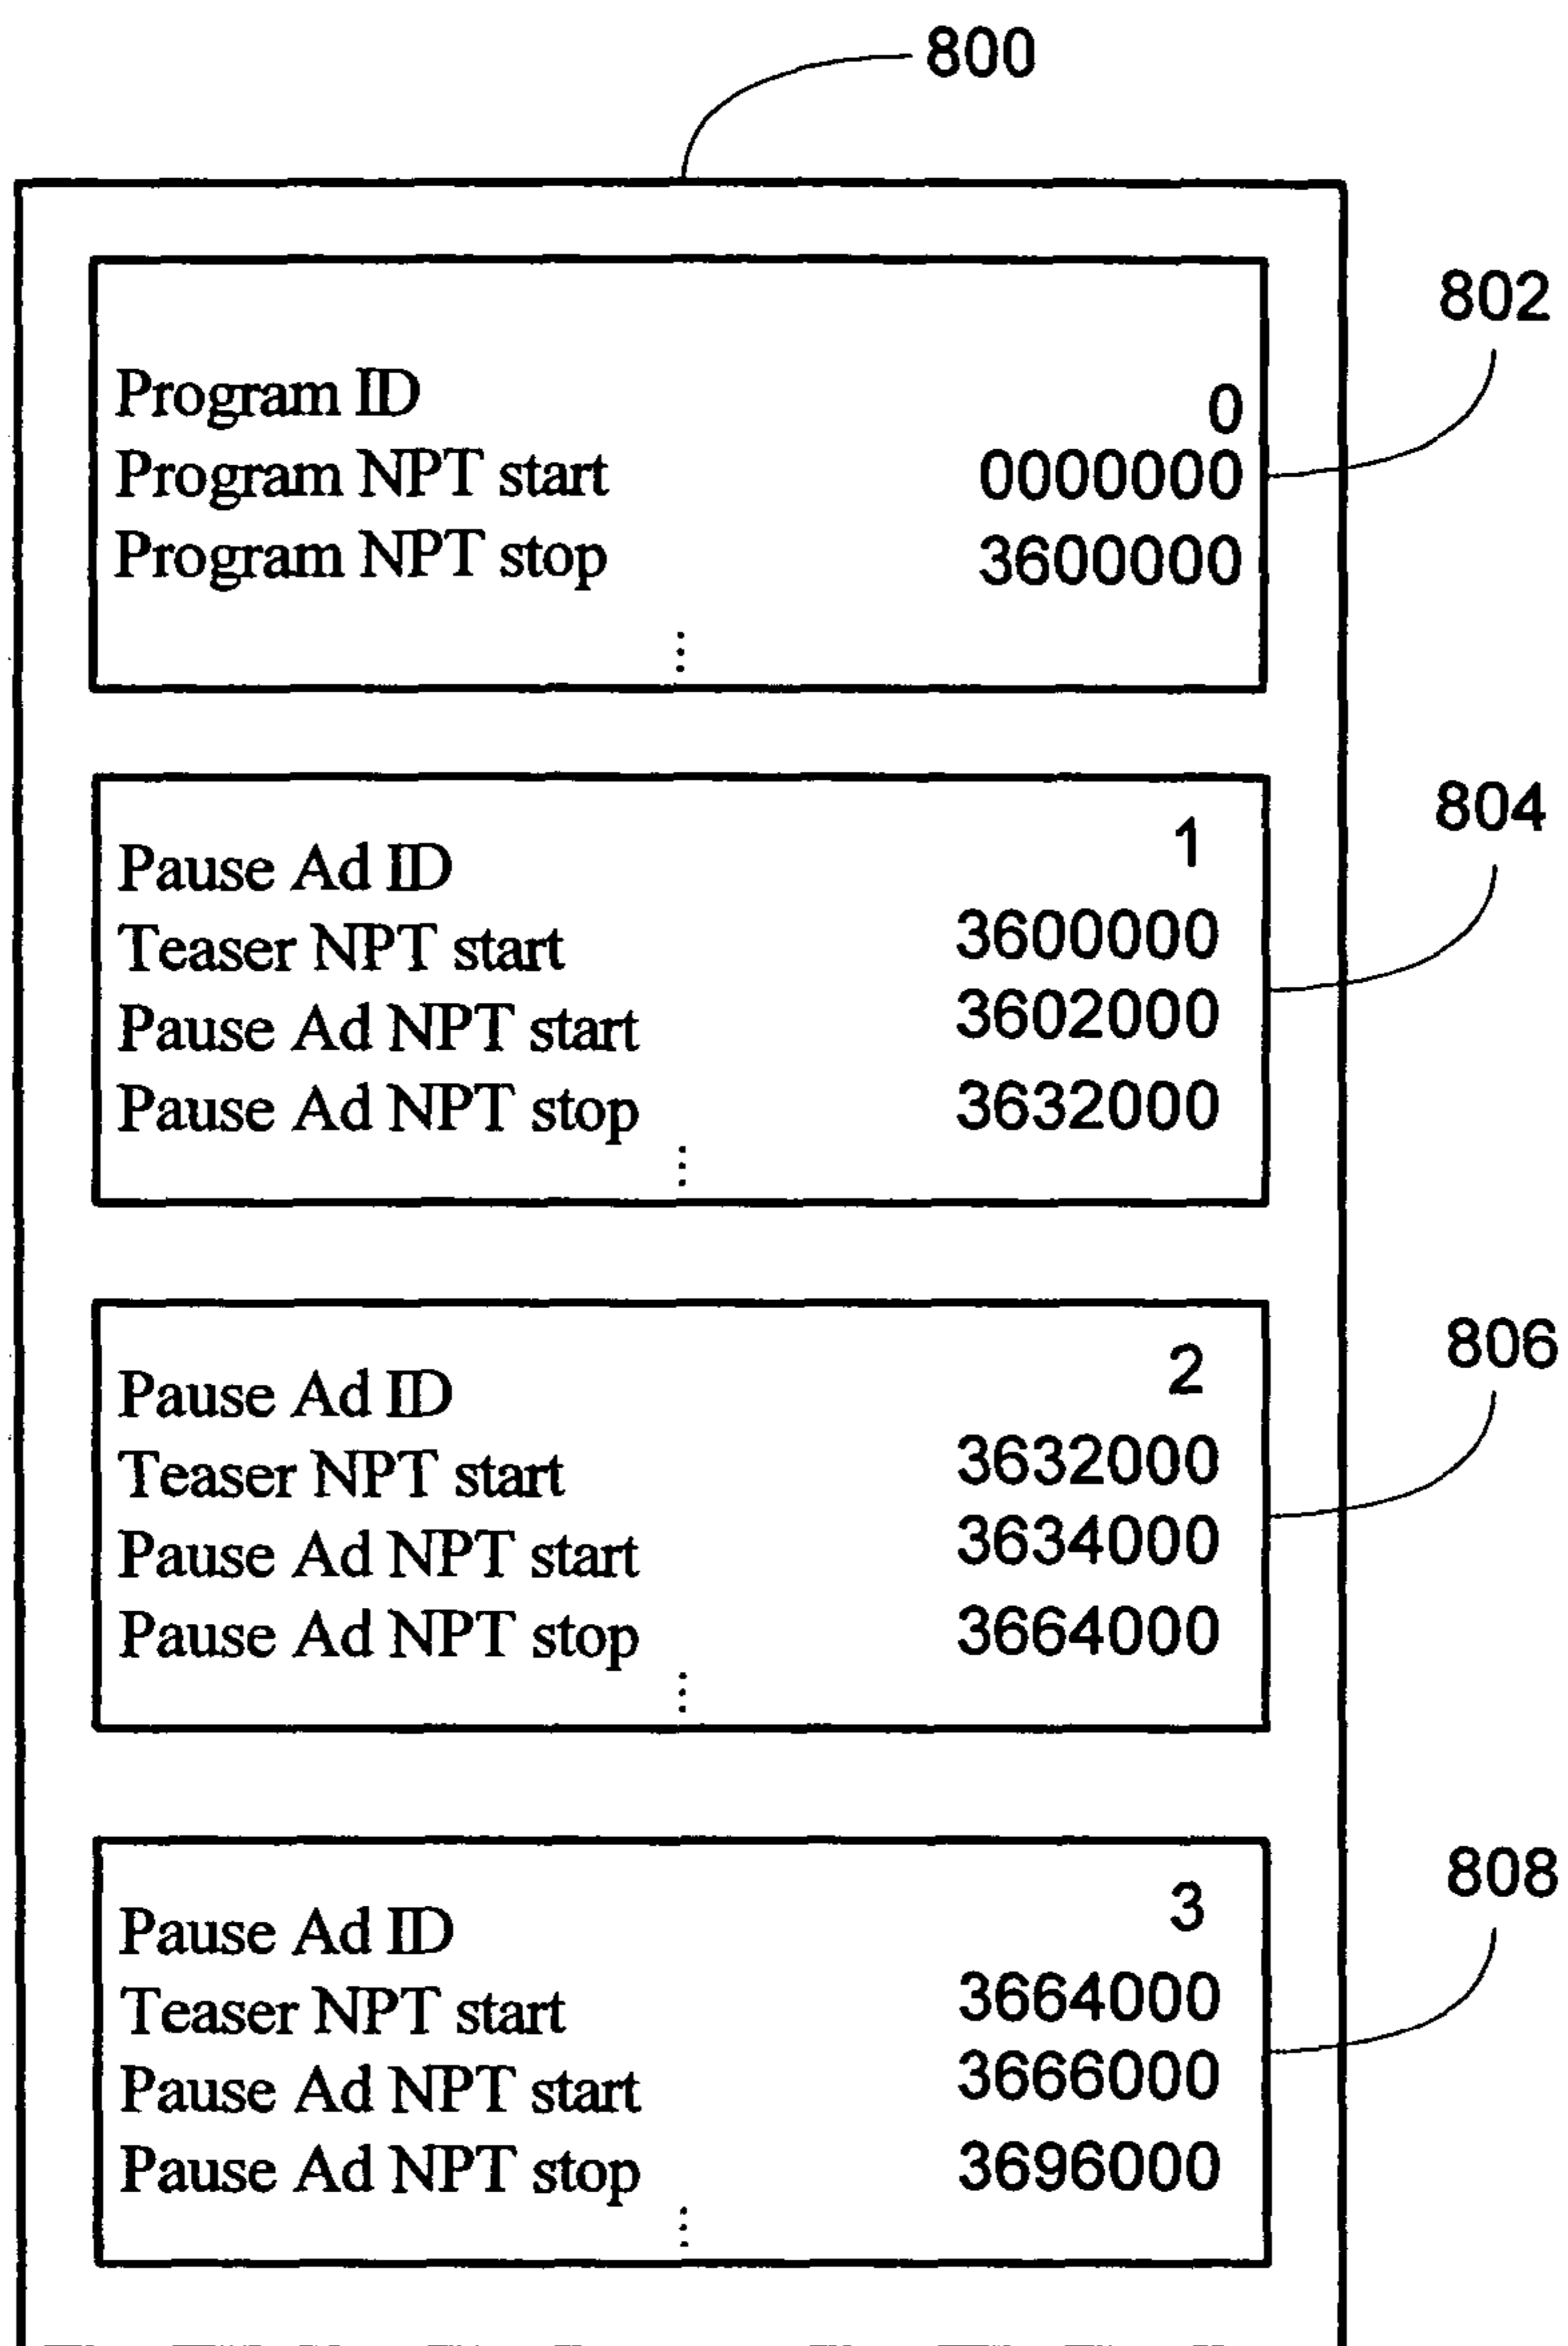 800
802
Program ID 0
Program NPT start 0000000
Program NPT stop 3600000
804
Pause Ad ID 1
Teaser NPT start 3600000
Pause Ad NPT start 3602000
Pause Ad NPT stop 3632000
806
Pause Ad ID 2
Teaser NPT start 3632000
Pause Ad NPT start 3634000
Pause Ad NPT stop 3664000
808
Pause Ad ID 3
Teaser NPT start 3664000
Pause Ad NPT start 3666000
Pause Ad NPT stop 3696000